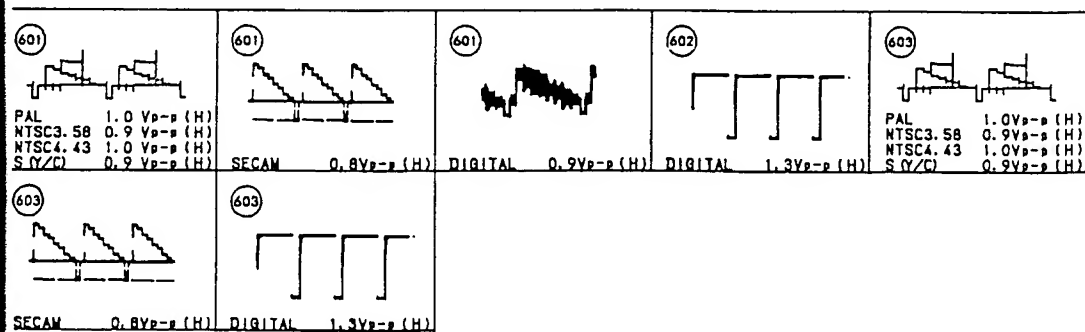 601
PAL 1.0 Vp-p (H)
NTSC3.58 0.9 Vp-p (H)
NTSC4.43 1.0 Vp-p (H)
S (Y/C) 0.9 Vp-p (H)
601
SECAM 0.8Vp-p (H)
601
DIGITAL 0.9Vp-p (H)
602
DIGITAL 1.3Vp-p (H)
603
PAL 1.0Vp-p (H)
NTSC3.58 0.9Vp-p (H)
NTSC4.43 1.0Vp-p (H)
S (Y/C) 0.9Vp-p (H)
603
SECAM 0.8Vp-p (H)
603
DIGITAL 1.3Vp-p (H)